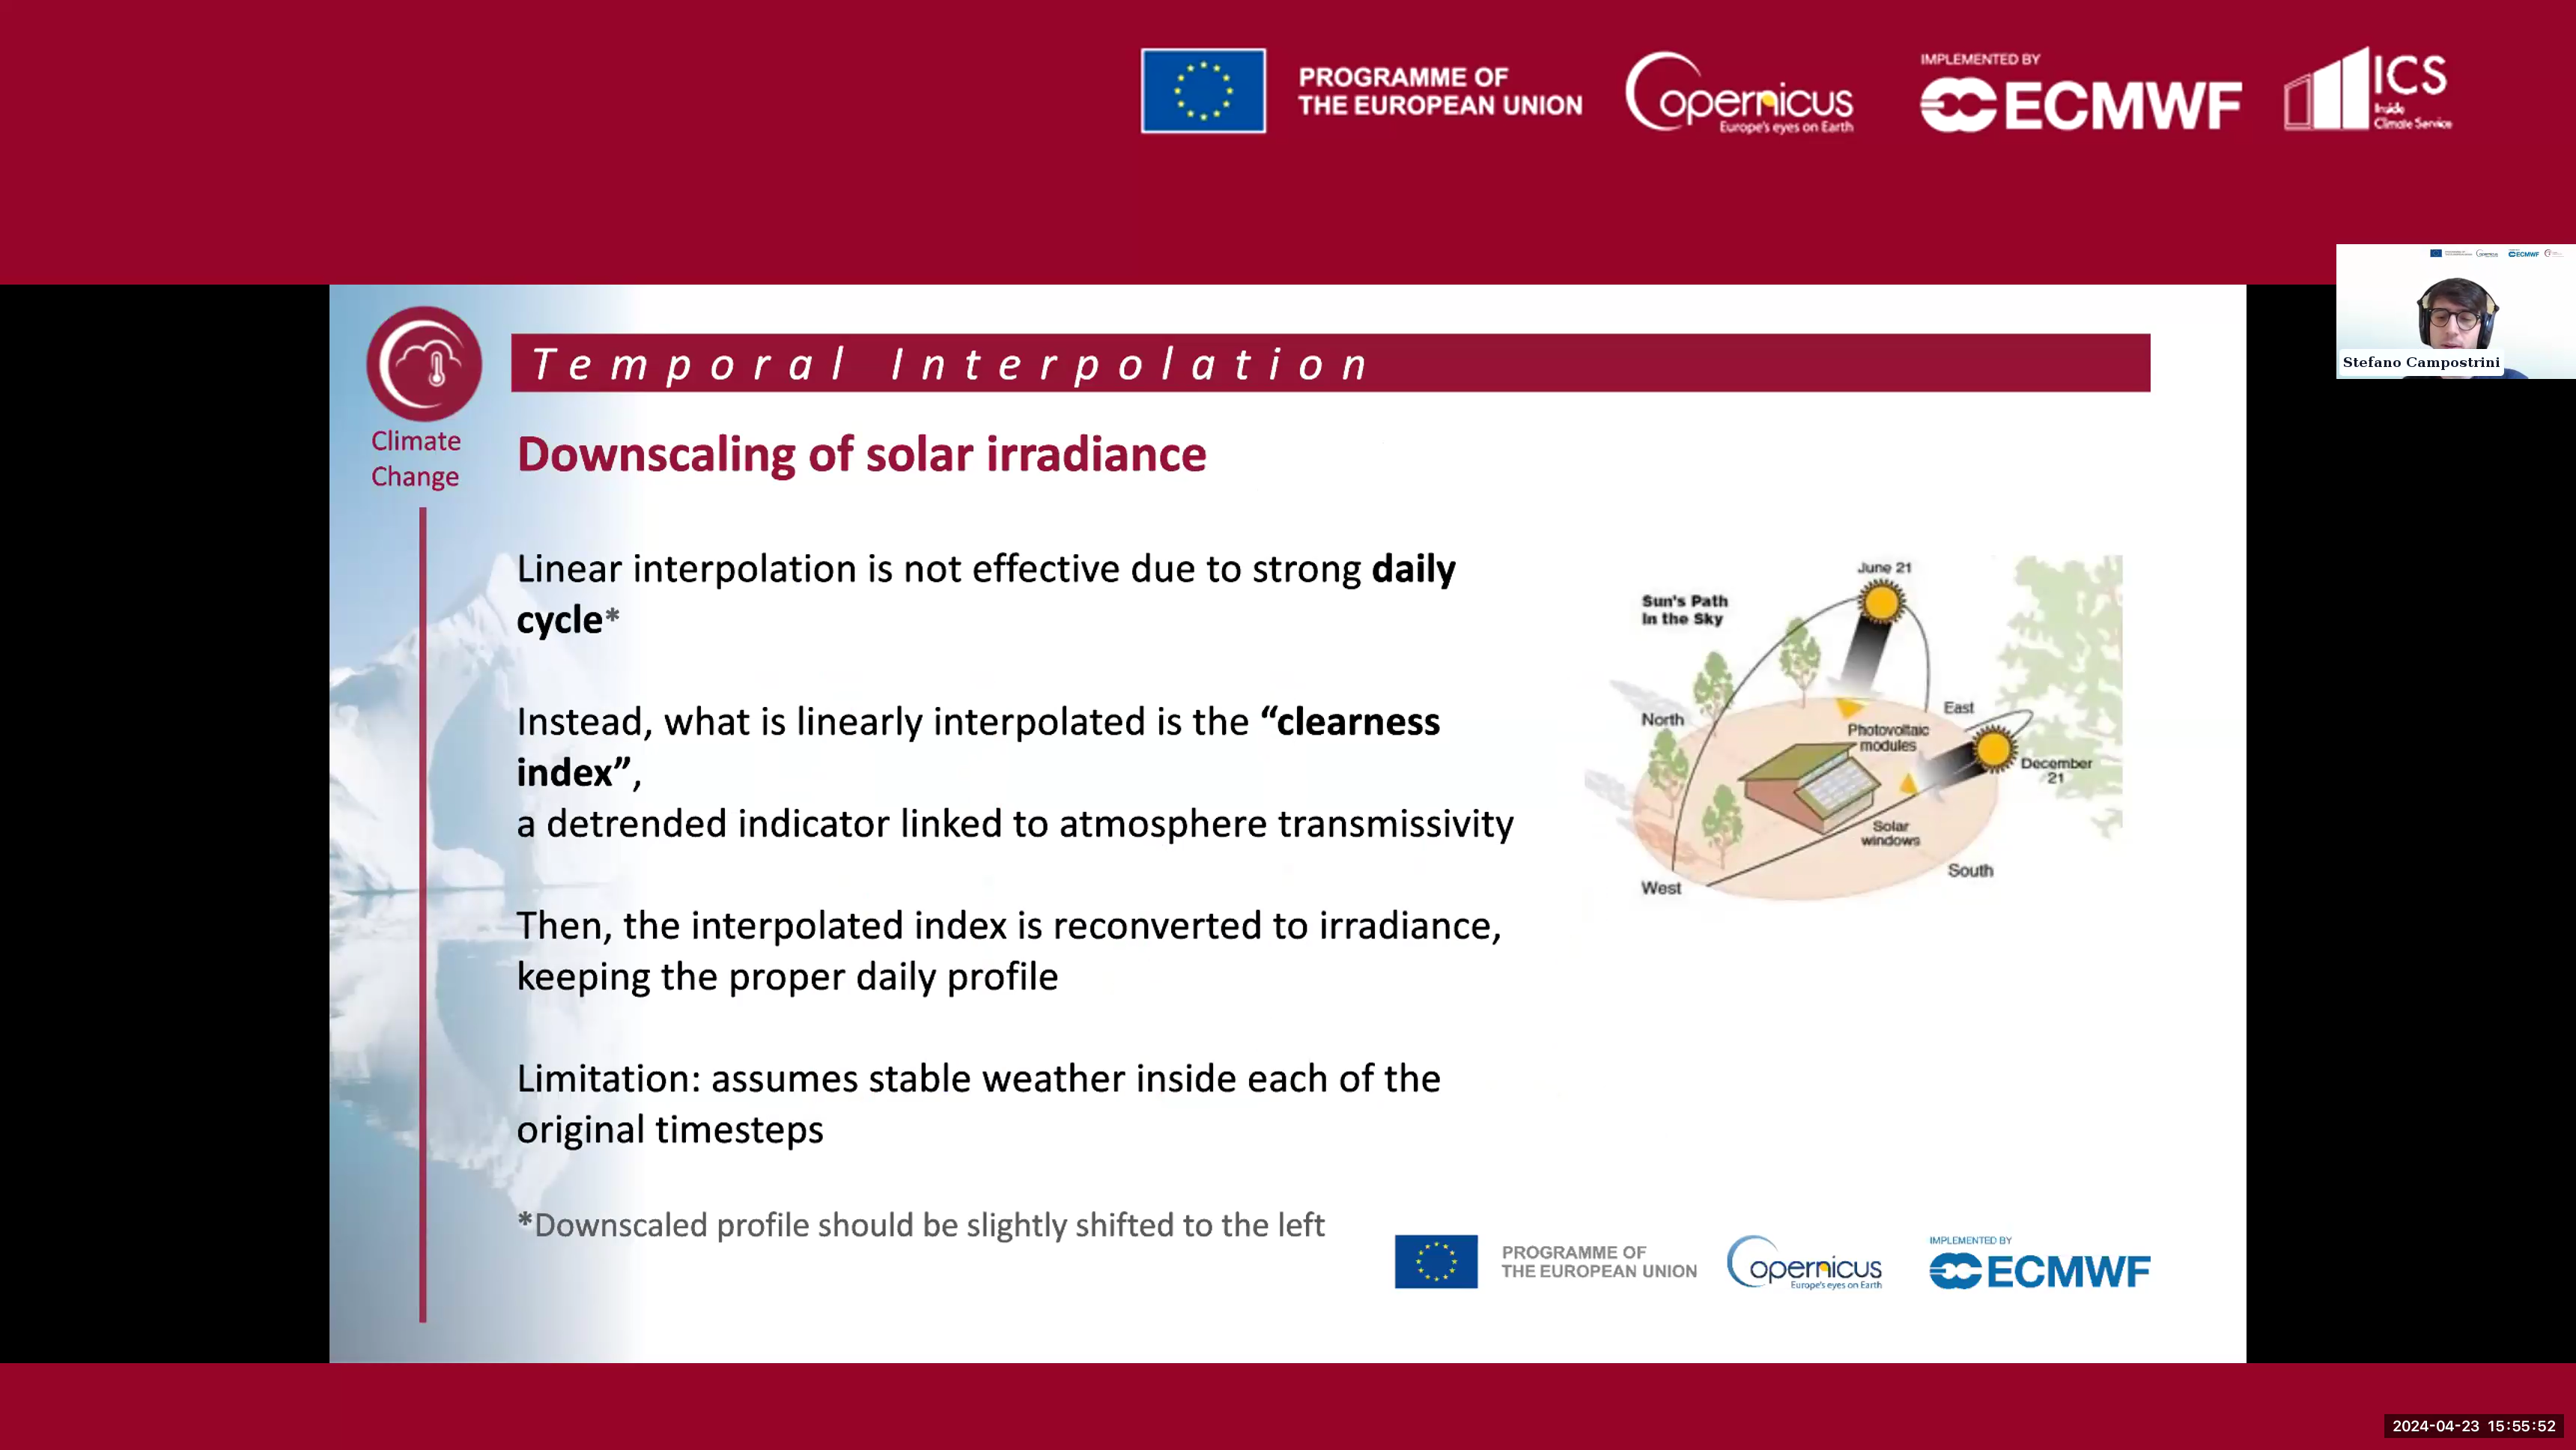 PROGRAMME OF
THE EUROPEAN UNION
Copernicus
Europe's eyes on Earth
IMPLEMENTED BY
ECMWF
ICS
Inside
Climate Service
Stefano Campostrini
Temporal Interpolation
Climate
Change
Downscaling of solar irradiance
Linear interpolation is not effective due to strong daily
cycle*
Instead, what is linearly interpolated is the “clearness
index”,
a detrended indicator linked to atmosphere transmissivity
Then, the interpolated index is reconverted to irradiance,
keeping the proper daily profile
Limitation: assumes stable weather inside each of the
original timesteps
*Downscaled profile should be slightly shifted to the left
June 21
Sun's Path
In the Sky
North
East
Photovoltaic
modules
December
21
Solar
windows
South
West
PROGRAMME OF
THE EUROPEAN UNION
Copernicus
Europe's eyes on Earth
IMPLEMENTED BY
ECMWF
2024-04-23 15:55:52